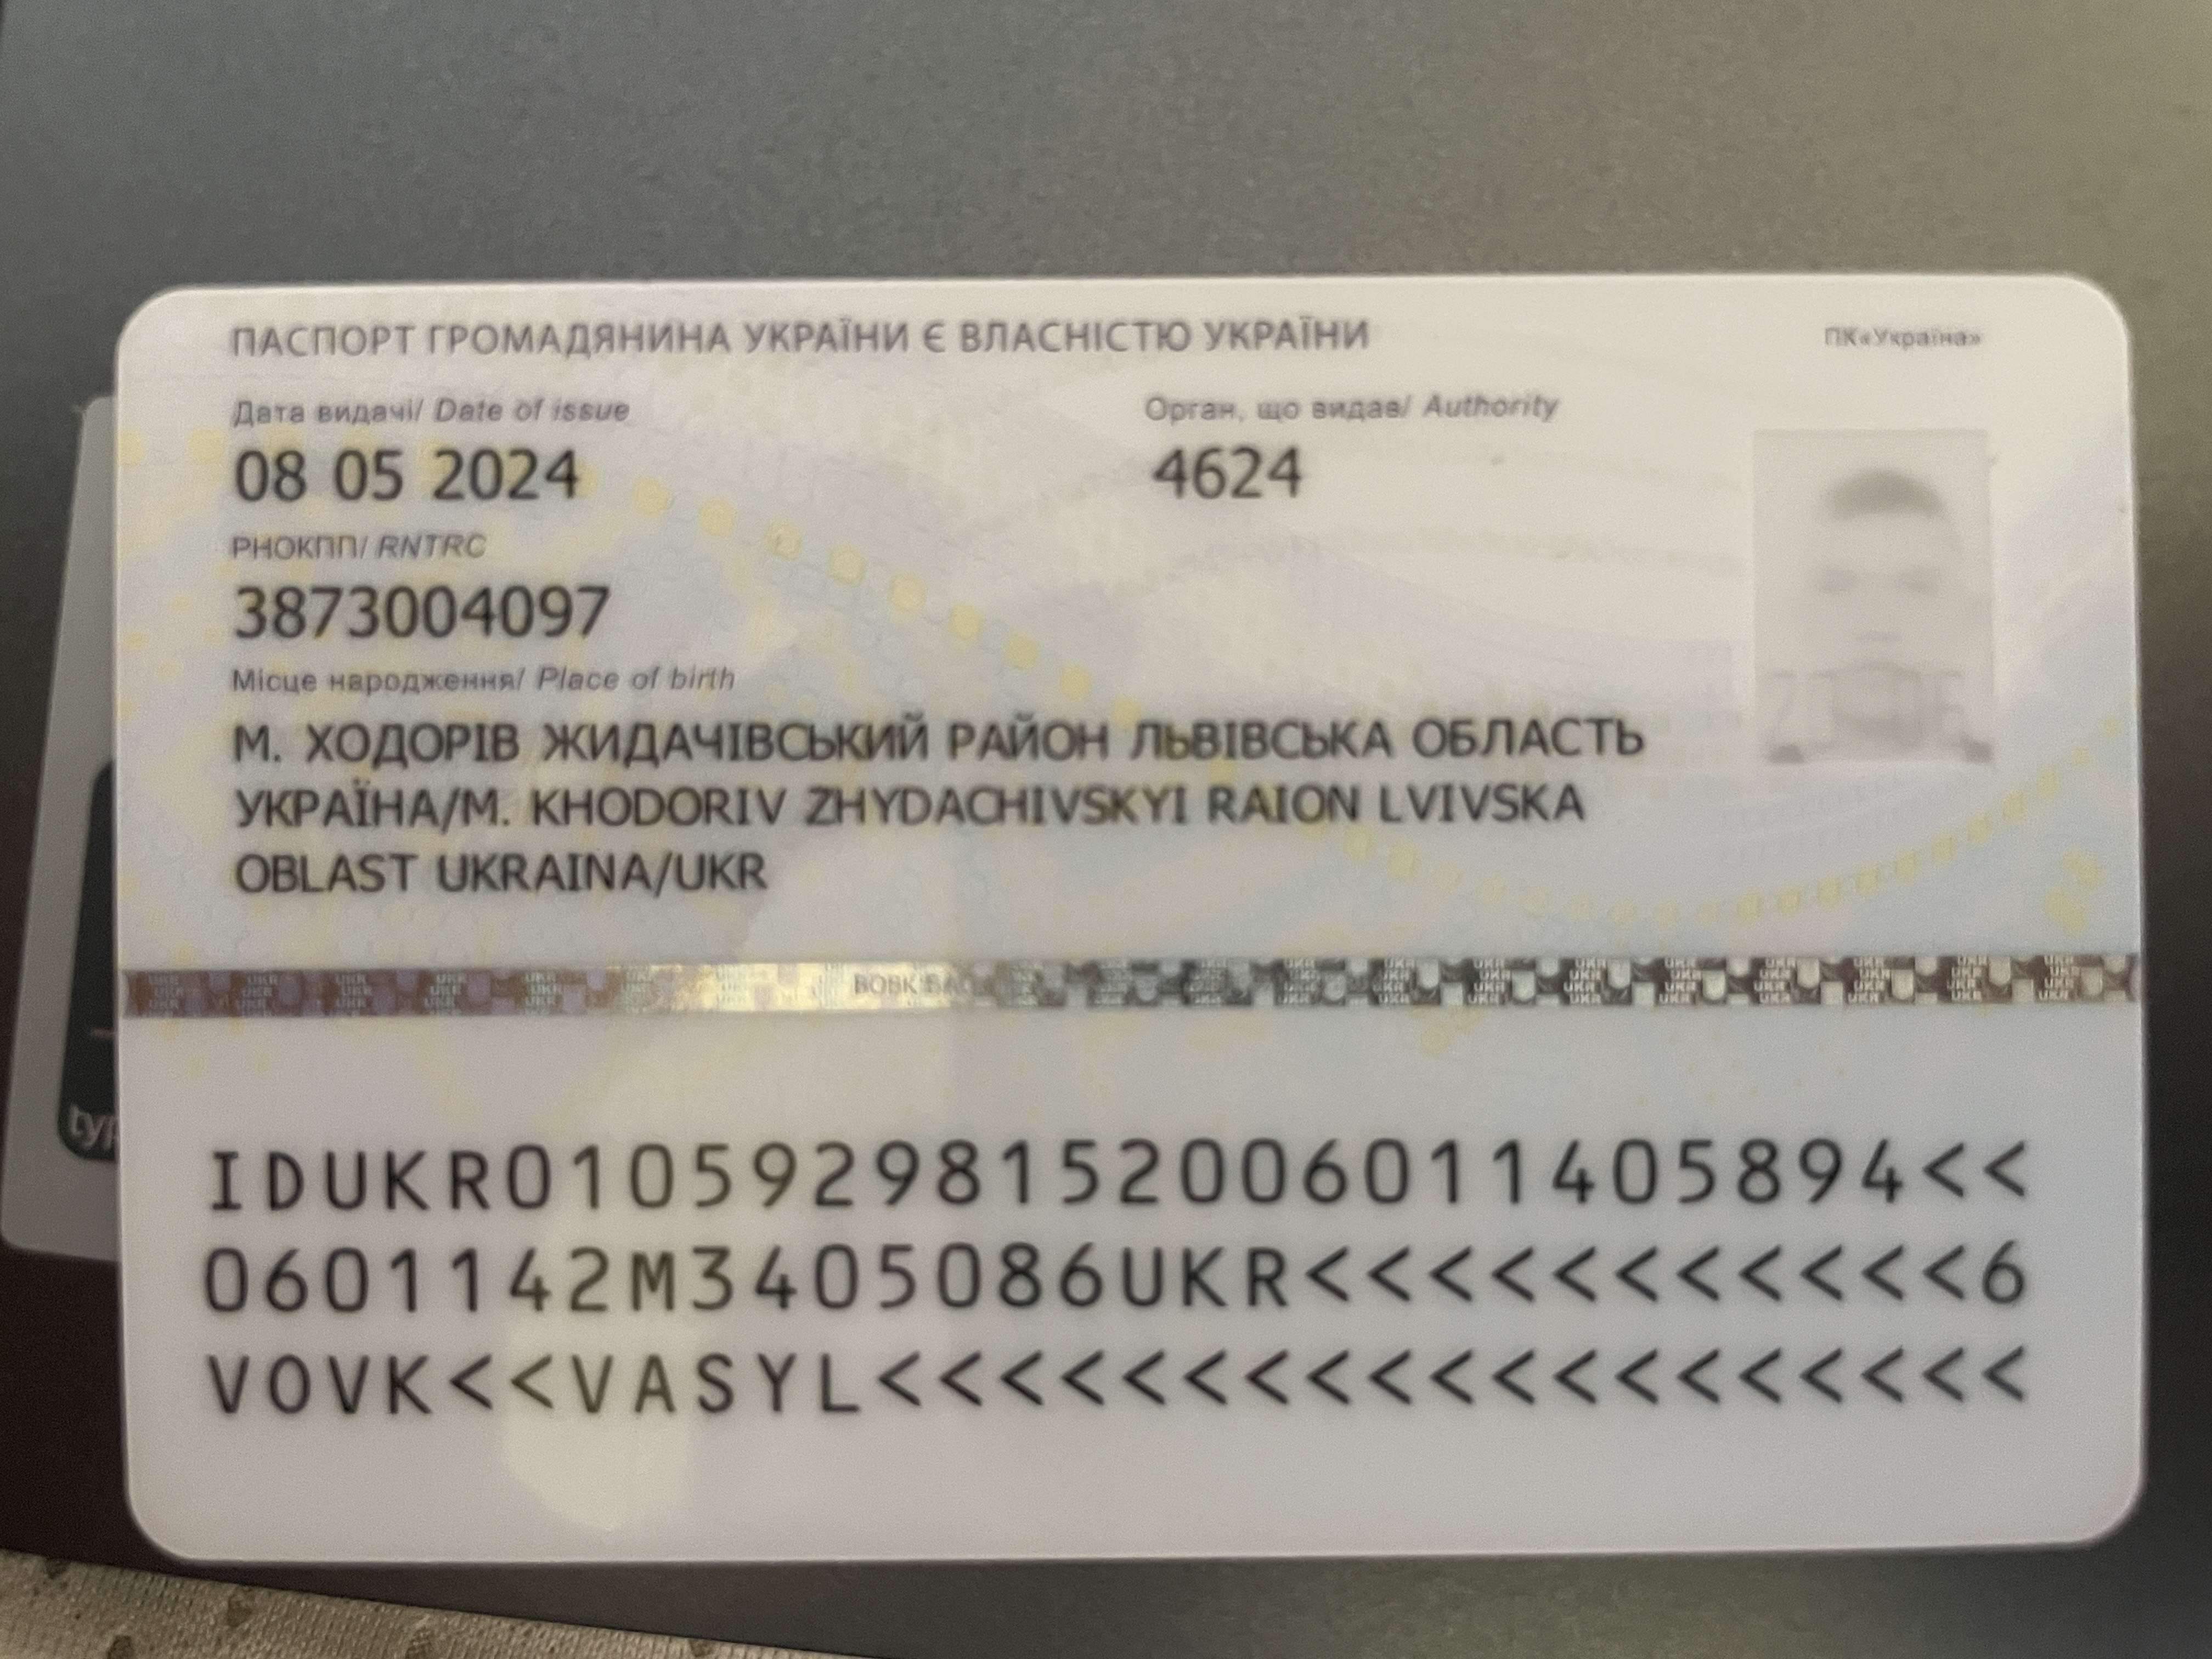 ПАСПОРТ ГРОМАДЯНИНА УКРАЇНИ Є ВЛАСНІСТЮ УКРАЇНИ
ПК«Україна»
Дата видачі/ Date of issue
Орган, що видав/ Authority
08 05 2024
4624
РНОКПП/ RNTRC
3873004097
Місце народження/ Place of birth
М. ХОДОРІВ ЖИДАЧІВСЬКИЙ РАЙОН ЛЬВІВСЬКА ОБЛАСТЬ
УКРАЇНА/M. KHODORIV ZHYDACHIVSKYI RAION LVIVSKA
OBLAST UKRAINA/UKR
IDUKR01059298152006011405894<<
0601142M3405086UKR<<<<<<<<<<<6
VOVK<<VASYL<<<<<<<<<<<<<<<<<<<